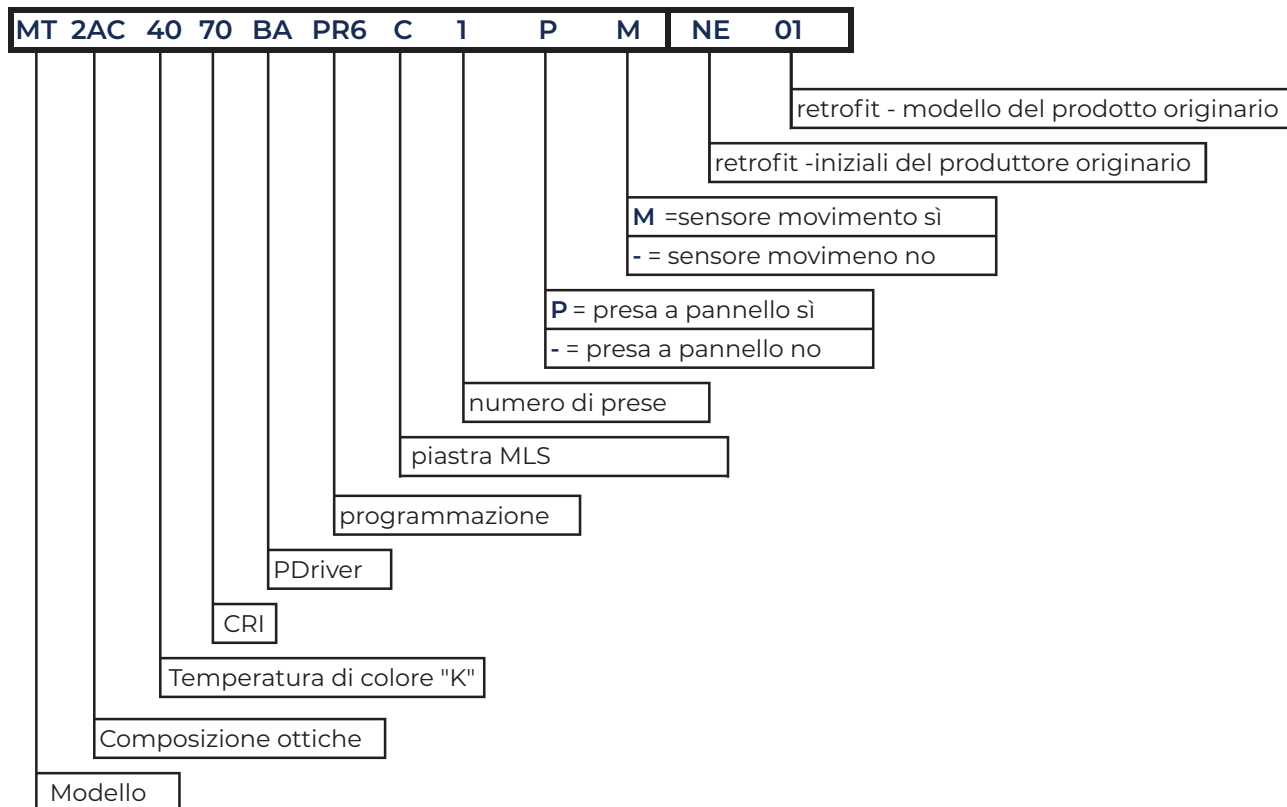 MT 2AC 40 70 BA PR6 C 1 P M NE 01
retrofit - modello del prodotto originario
retrofit -iniziali del produttore originario
M =sensore movimento sì
- = sensore movimeno no
P = presa a pannello sì
- = presa a pannello no
numero di prese
piastra MLS
programmazione
PDriver
CRI
Temperatura di colore "K"
Composizione ottiche
Modello